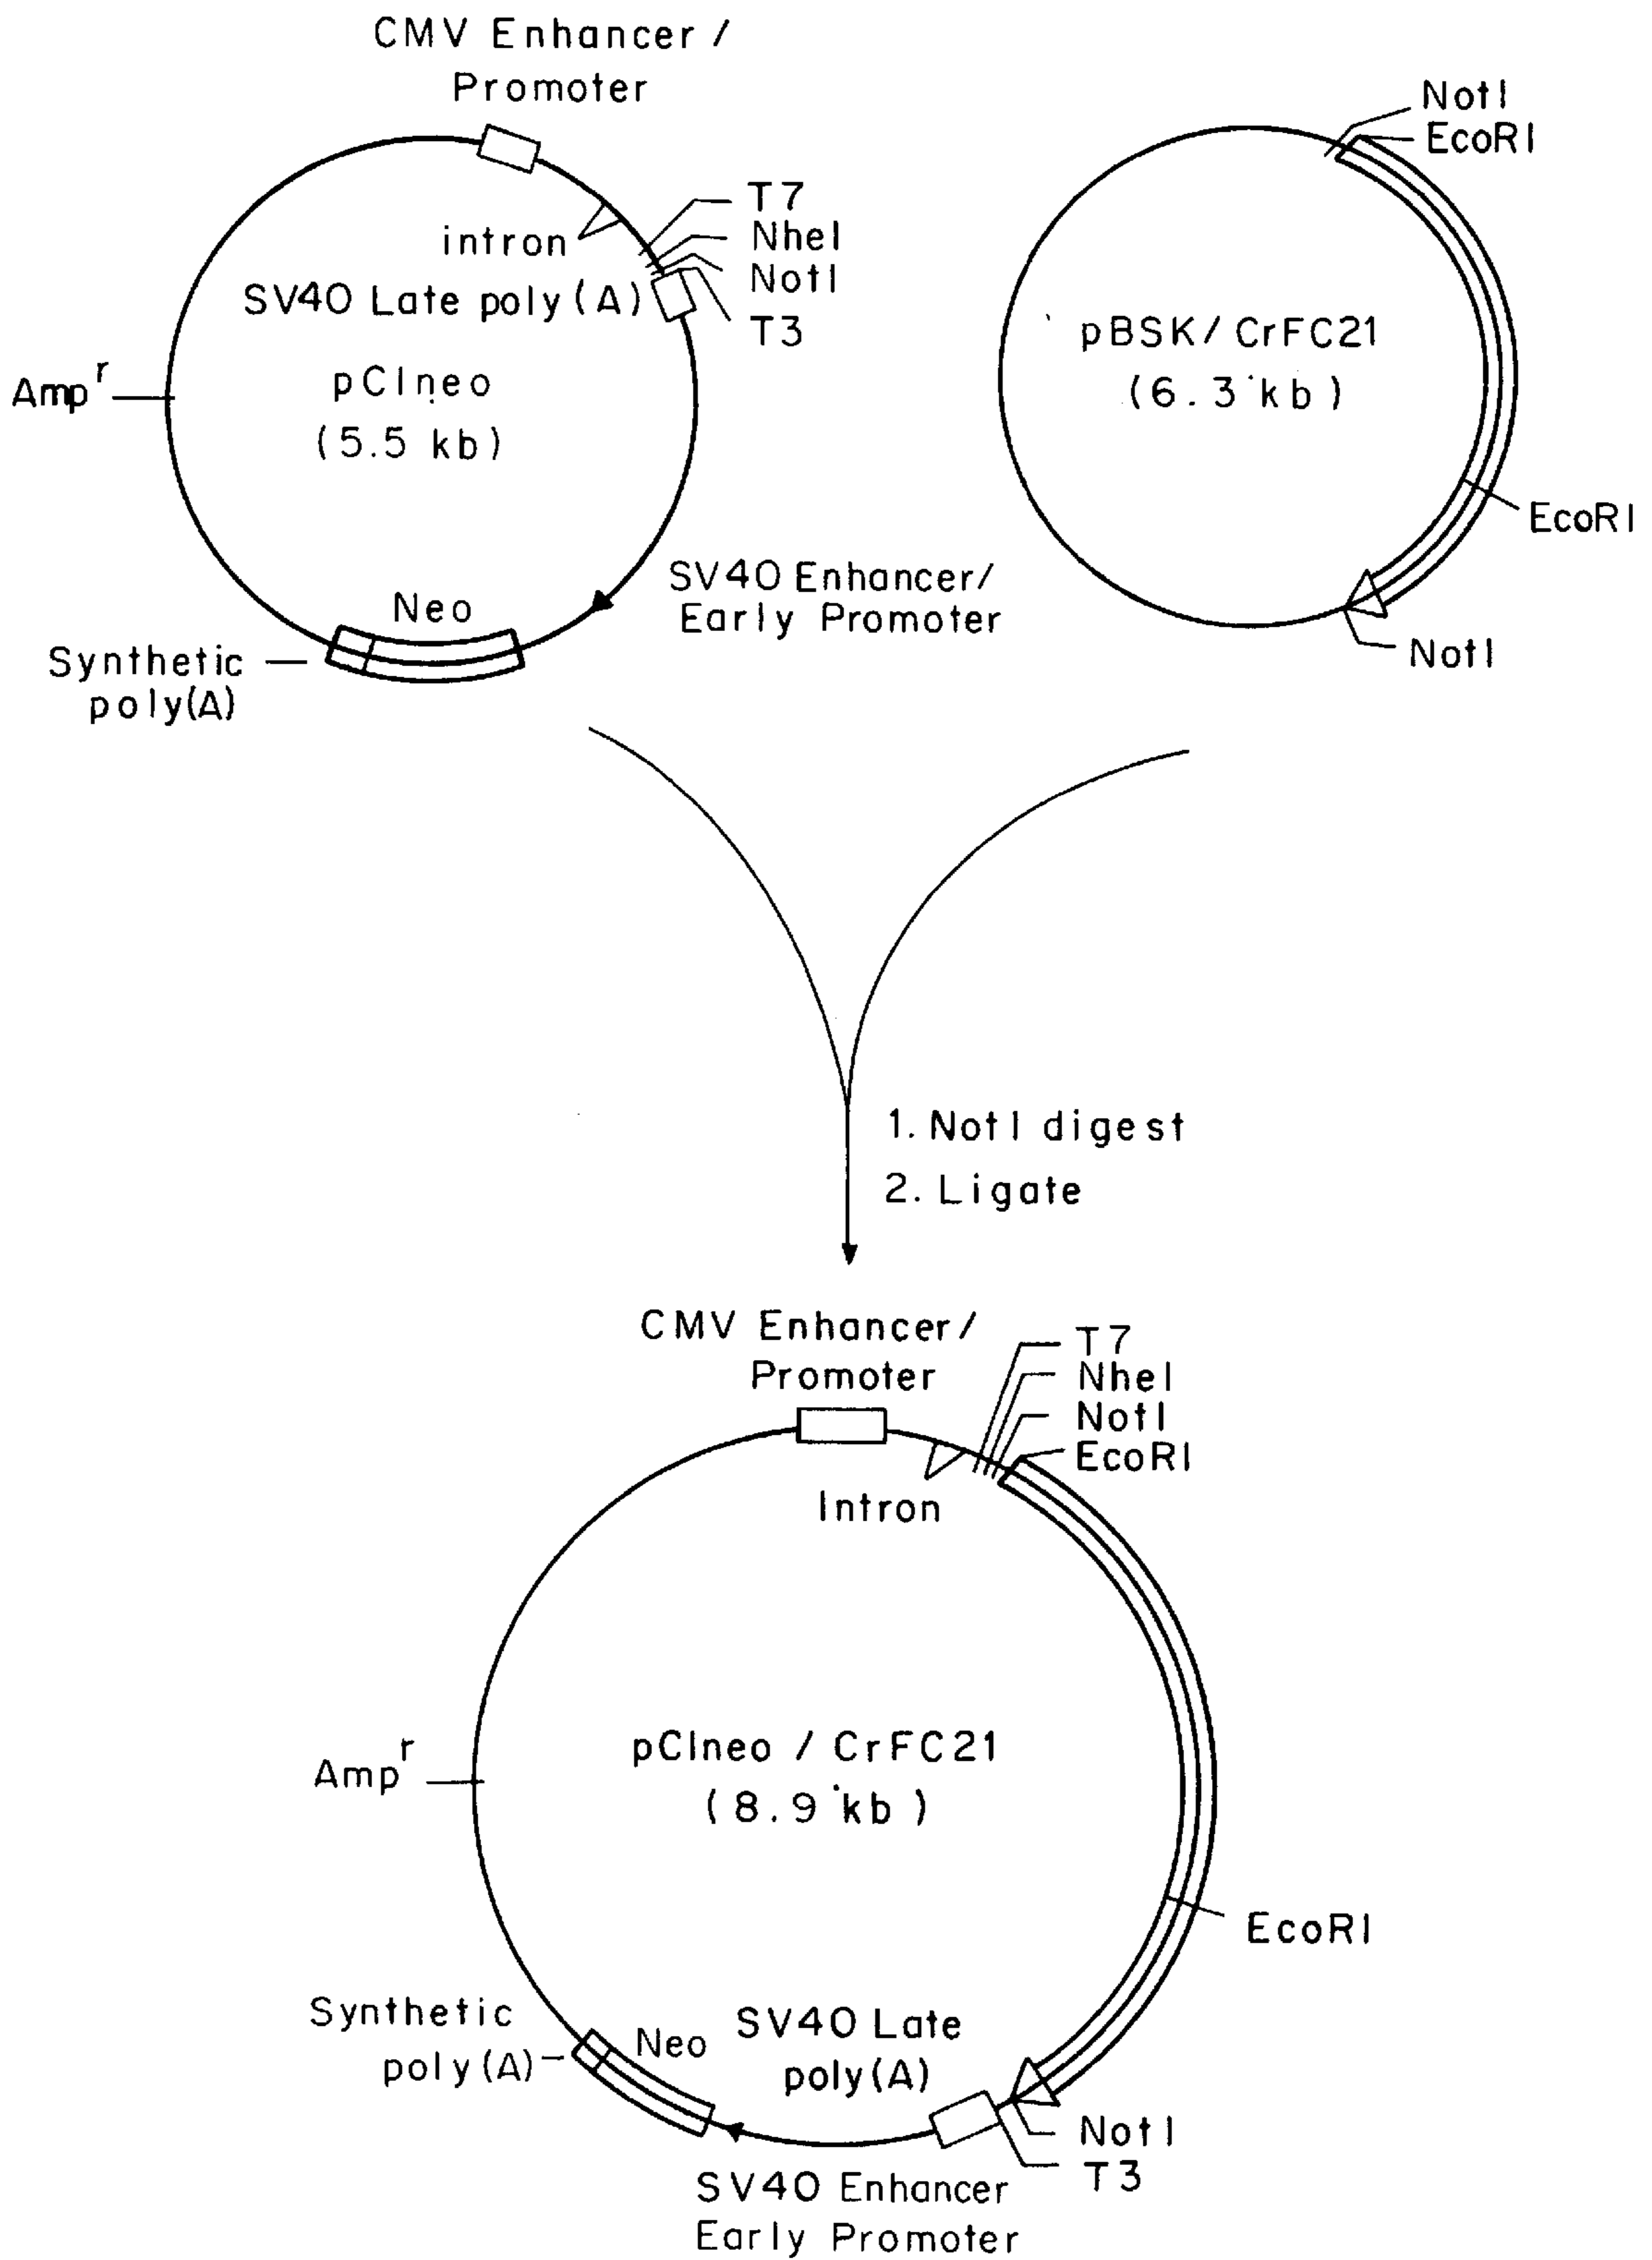 CMV Enhancer /
Promoter
T7
NheI
NotI
T3
intron
SV40 Late poly (A)
Amp r
pCIneo
(5.5 kb)
SV40 Enhancer/
Early Promoter
Neo
Synthetic
poly(A)
NotI
EcoRI
pBSK/ CrFC21
(6.3 kb)
EcoRI
NotI
1. NotI digest
2. Ligate
CMV Enhancer/
Promoter
T7
NheI
NotI
EcoRI
Intron
Amp r
pCIneo / CrFC21
(8.9 kb)
EcoRI
Synthetic
poly(A)
Neo
SV40 Late
poly(A)
NotI
T3
SV40 Enhancer
Early Promoter